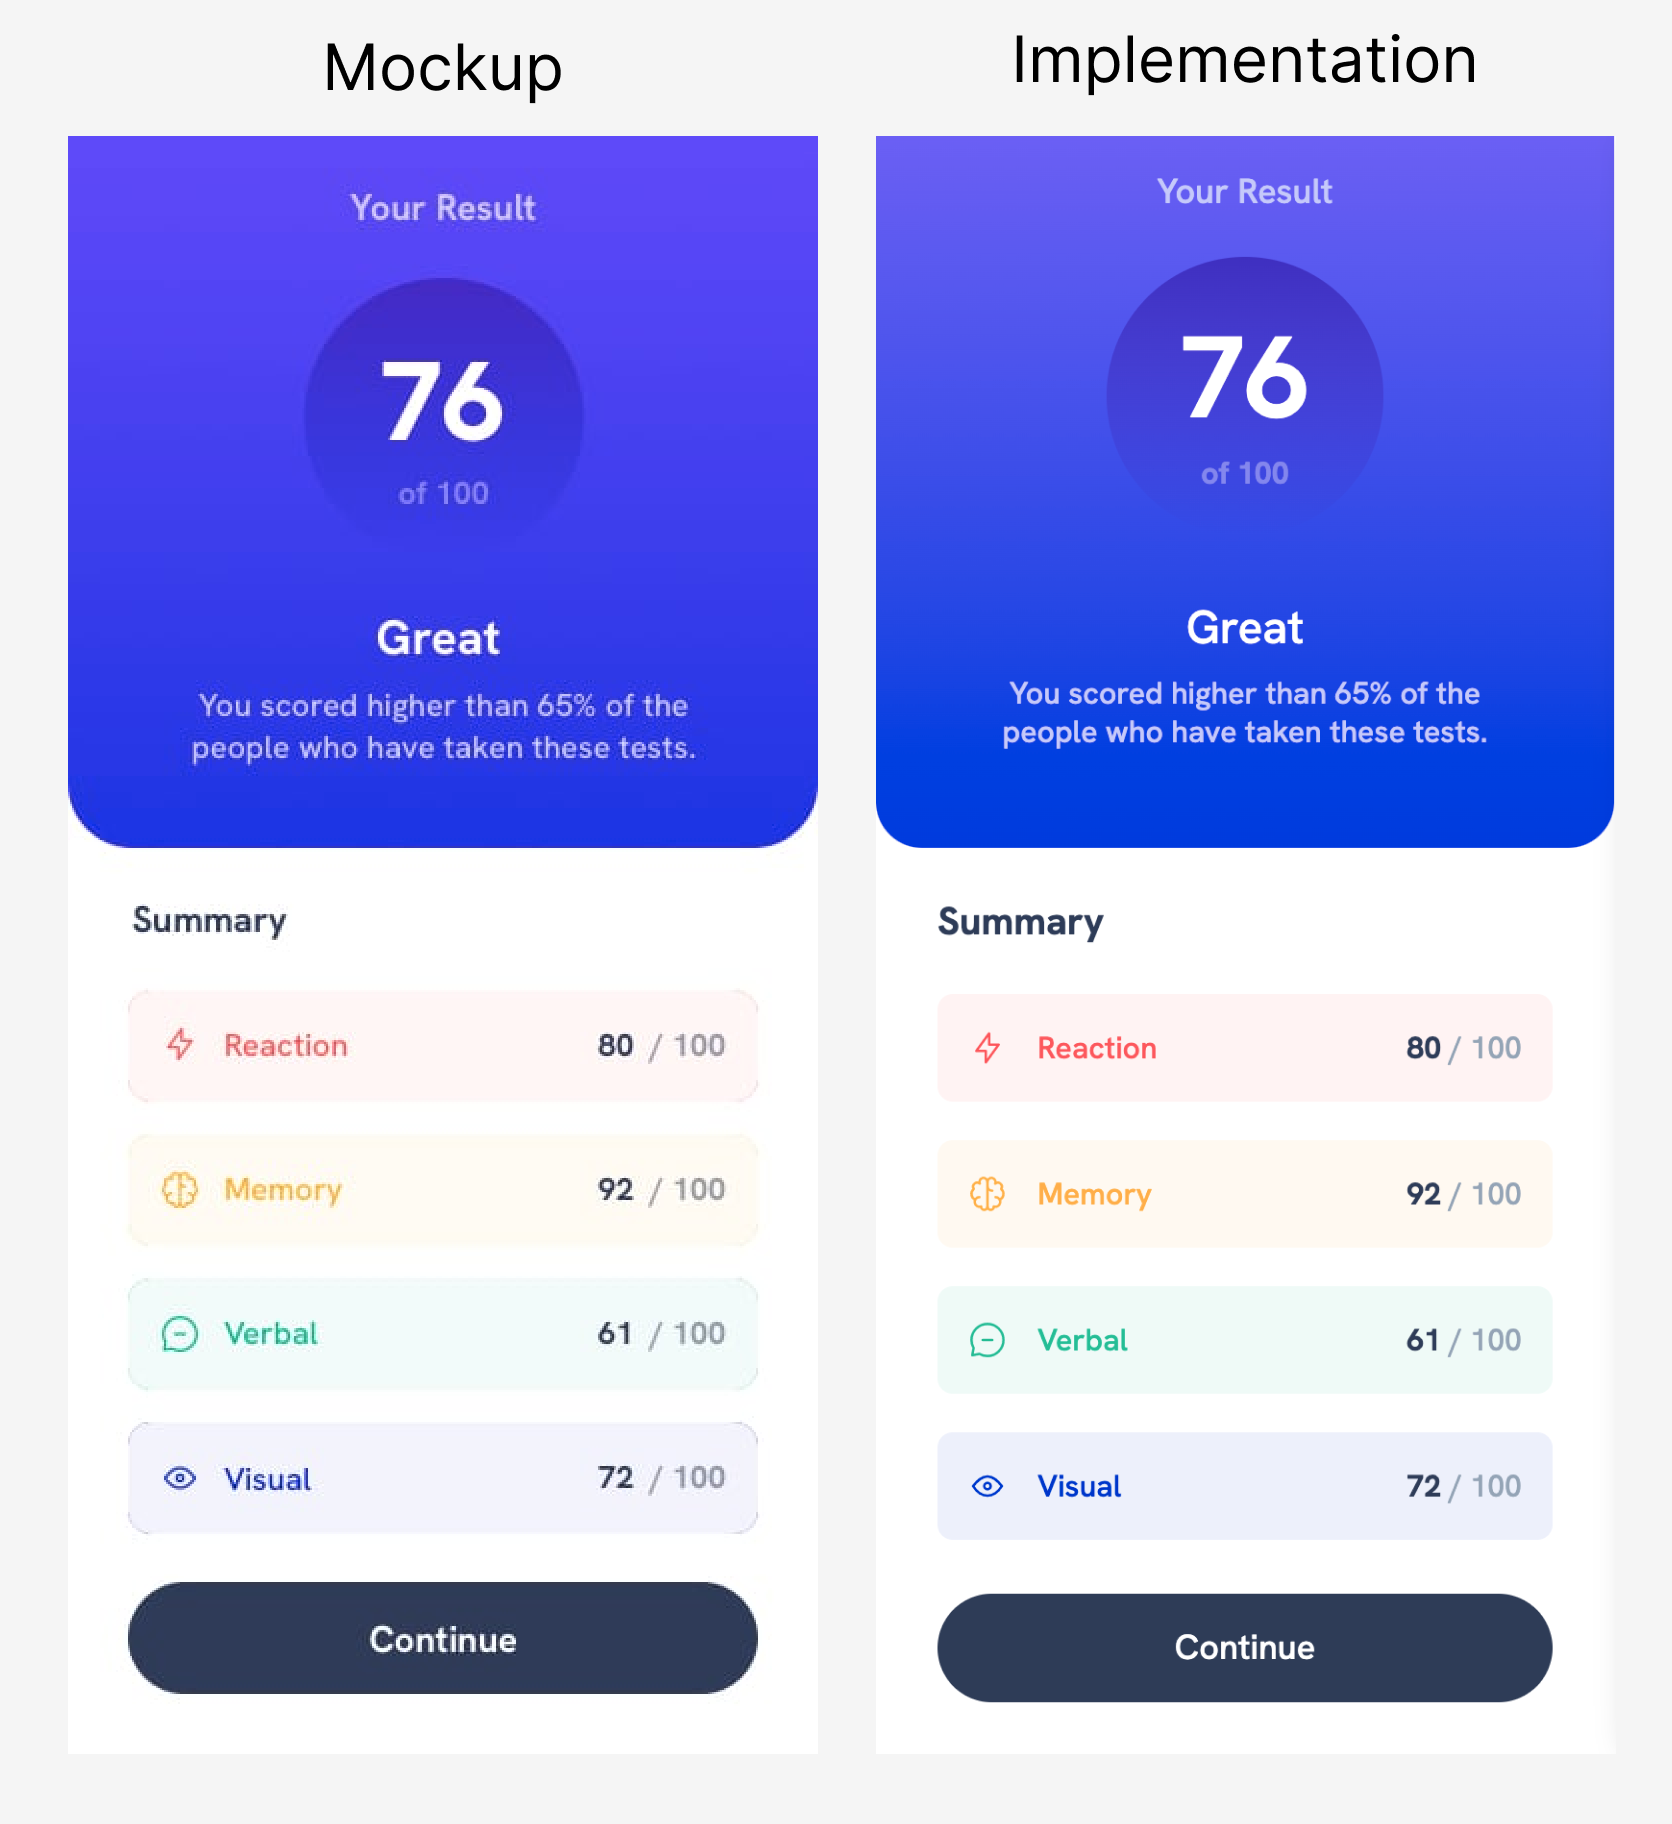 Mockup
Your Result
76
of 100
Great
You scored higher than 65% of the
people who have taken these tests.
Summary
Reaction 80 / 100
Memory 92 / 100
Verbal 61 / 100
Visual 72 / 100
Continue
Implementation
Your Result
76
of 100
Great
You scored higher than 65% of the
people who have taken these tests.
Summary
Reaction 80 / 100
Memory 92 / 100
Verbal 61 / 100
Visual 72 / 100
Continue